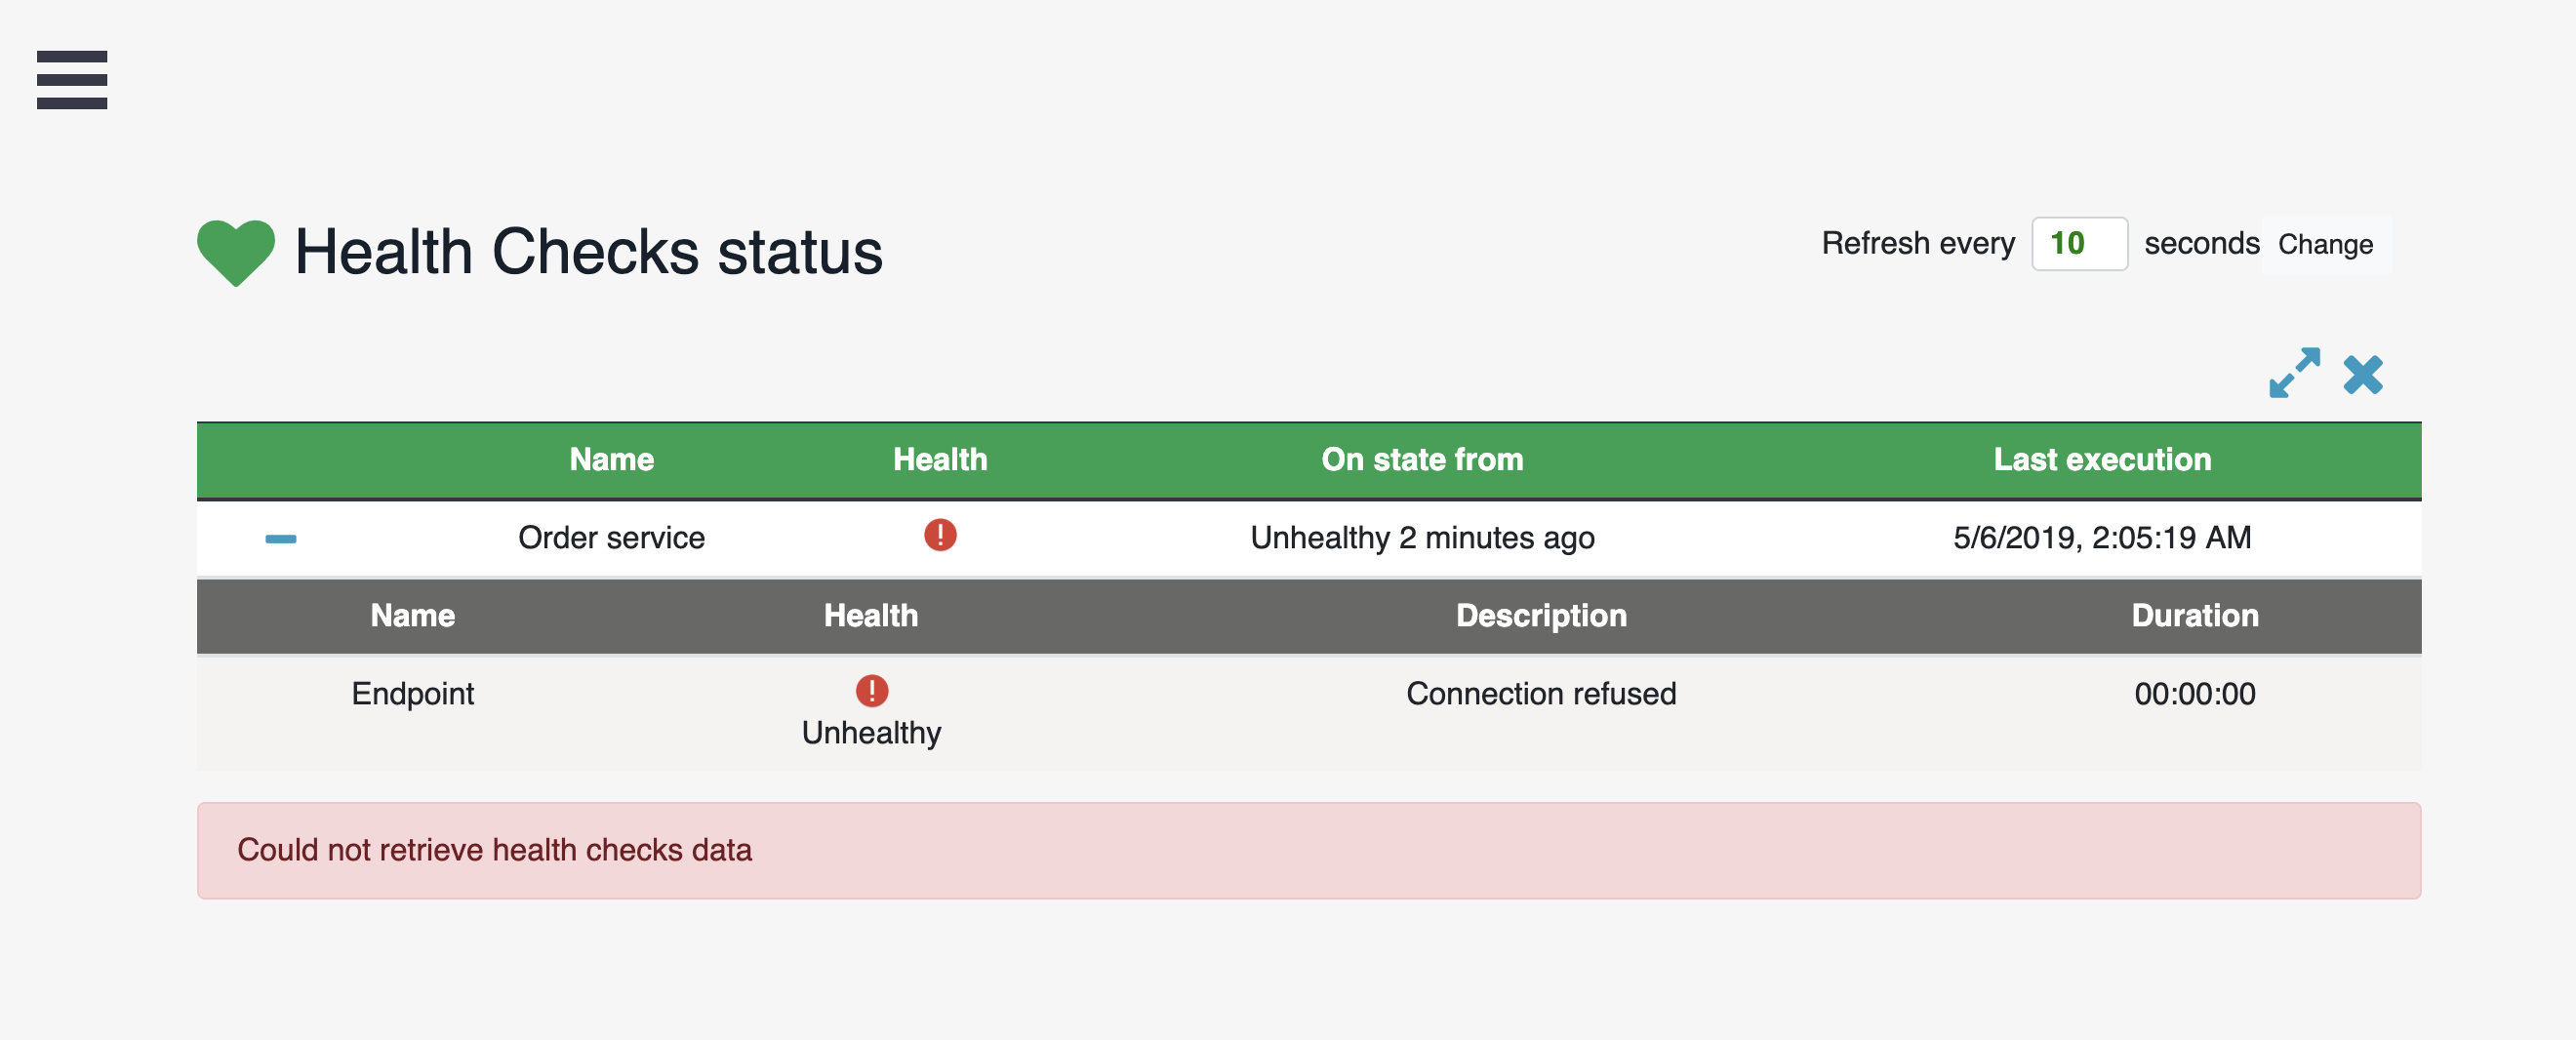 Health Checks status
Refresh every 10 seconds Change
Name Health On state from Last execution
Order service Unhealthy 2 minutes ago 5/6/2019, 2:05:19 AM
Name Health Description Duration
Endpoint Connection refused 00:00:00
Unhealthy
Could not retrieve health checks data